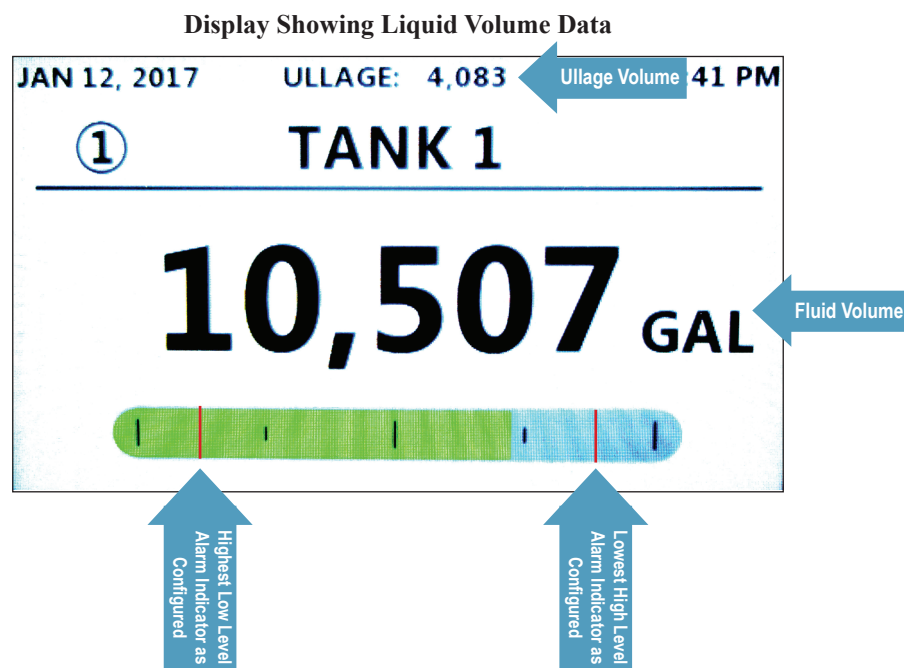 Display Showing Liquid Volume Data
JAN 12, 2017 ULLAGE: 4,083 Ullage Volume 41 PM
1 TANK 1
10,507 GAL
Fluid Volume
Highest Low Level
Alarm Indicator as
Configured
Lowest High Level
Alarm Indicator as
Configured